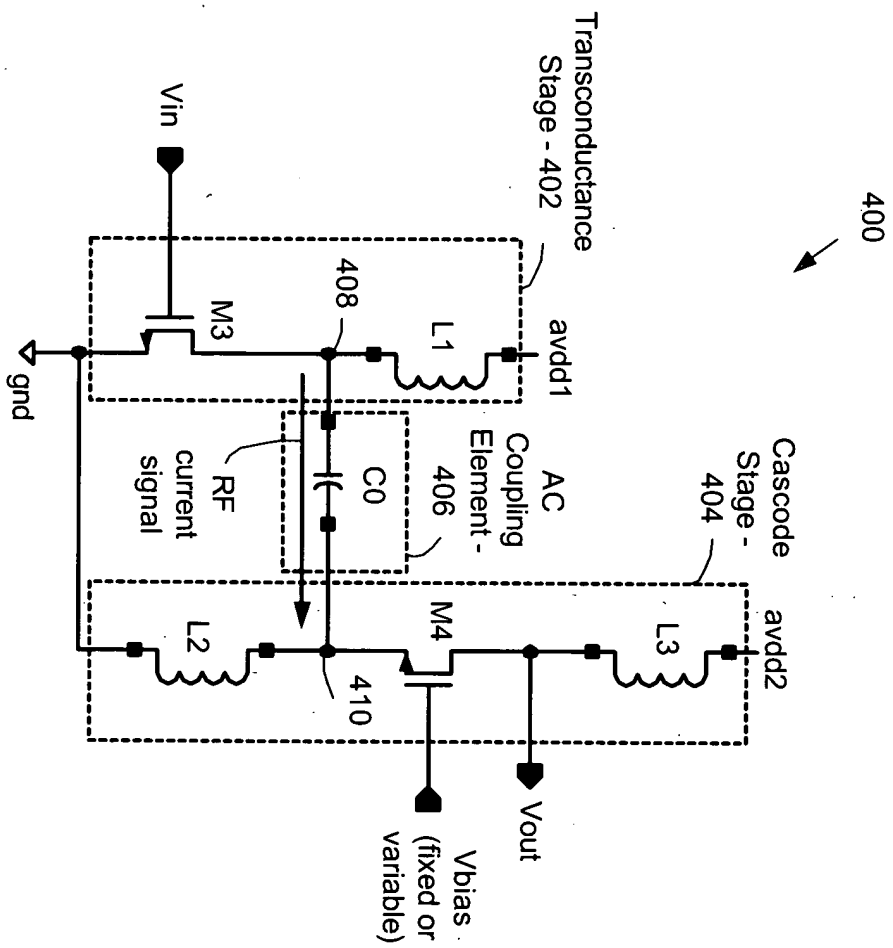 400
Transconductance
Stage - 402
Cascode
Stage -
404
avdd1
avdd2
L1
AC
Coupling
Element -
406
L3
408
C0
M4
Vout
Vin
M3
RF
current
signal
410
L2
Vbias
(fixed or
variable)
gnd